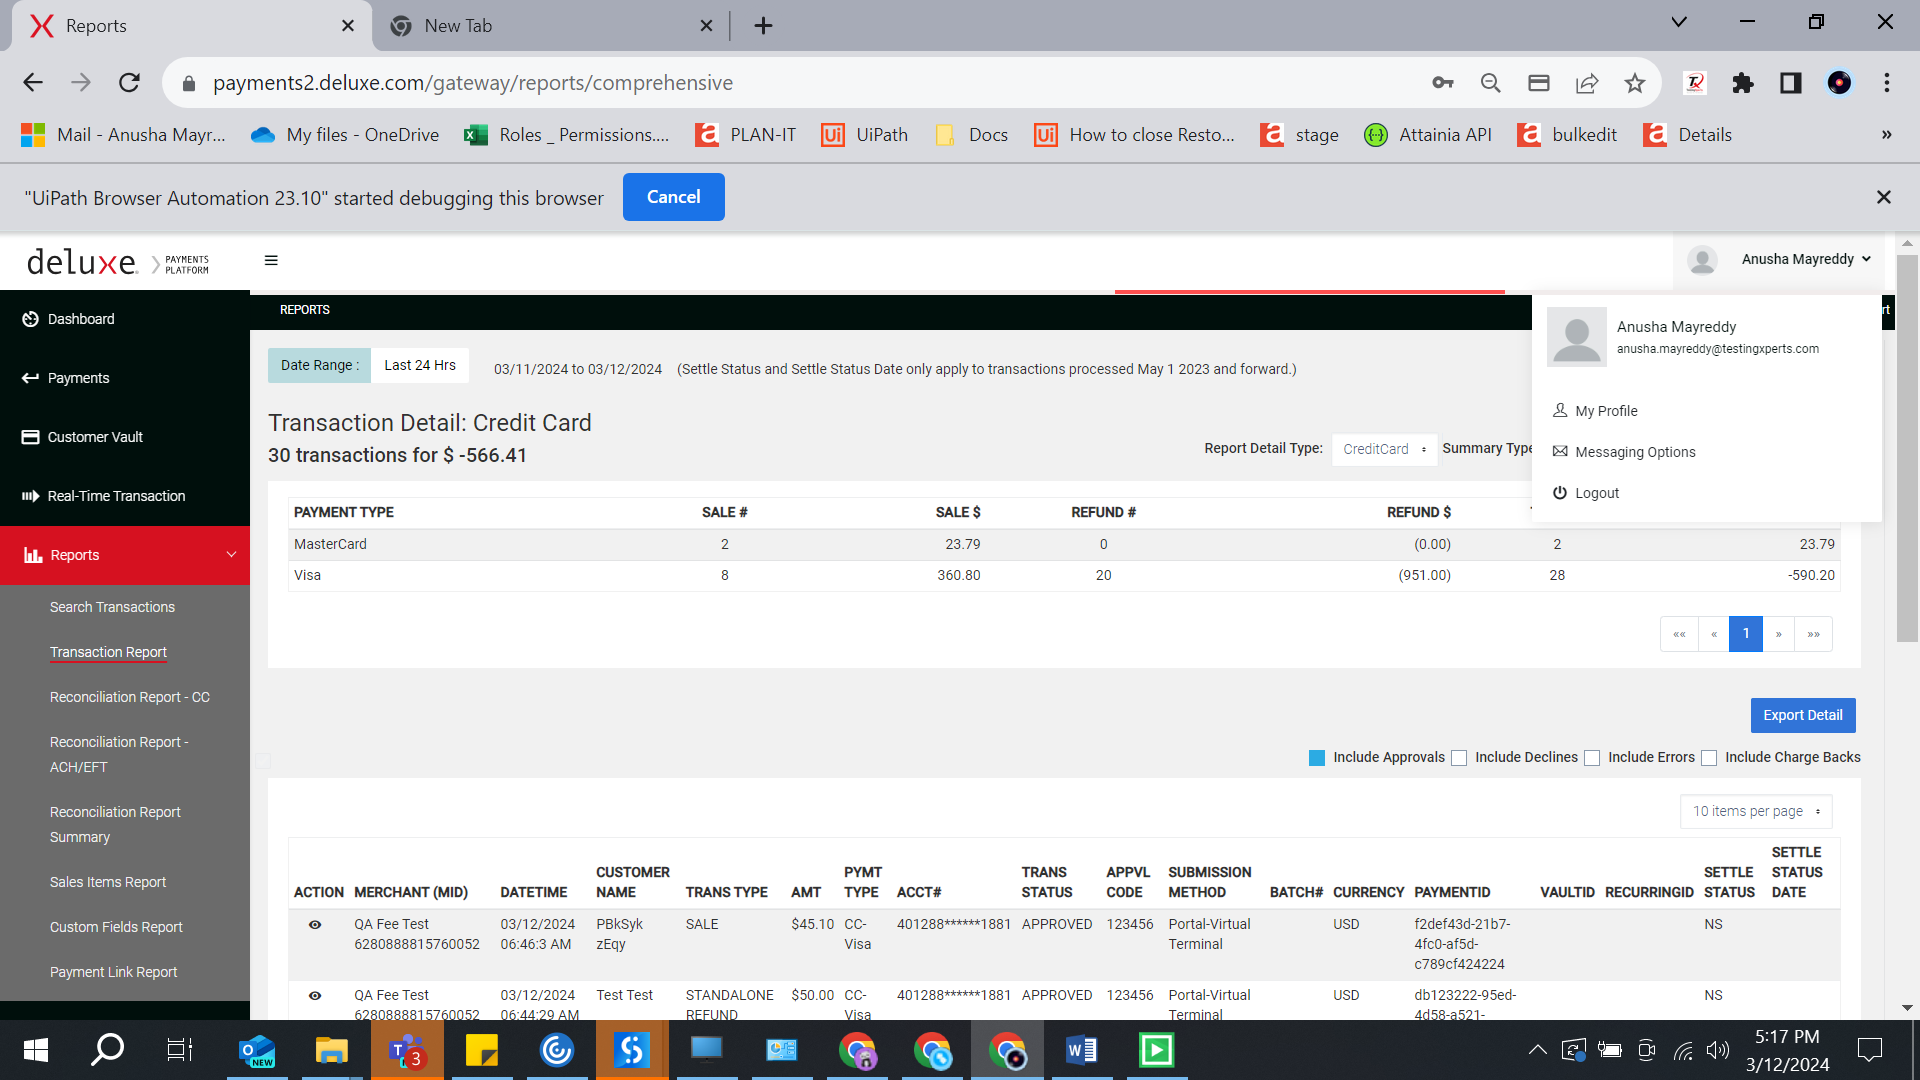 Reports
New Tab
payments2.deluxe.com/gateway/reports/comprehensive
Mail - Anusha Mayr...
My files - OneDrive
Roles _ Permissions....
PLAN-IT
UiPath
Docs
How to close Resto...
stage
Attainia API
bulkedit
Details
»
"UiPath Browser Automation 23.10" started debugging this browser
Cancel
deluxe.
PAYMENTS
PLATFORM
Anusha Mayreddy
Dashboard
Payments
Customer Vault
Real-Time Transaction
Reports
Search Transactions
Transaction Report
Reconciliation Report - CC
Reconciliation Report -
ACH/EFT
Reconciliation Report
Summary
Sales Items Report
Custom Fields Report
Payment Link Report
REPORTS
rt
Anusha Mayreddy
anusha.mayreddy@testingxperts.com
My Profile
Messaging Options
Logout
Date Range :
Last 24 Hrs
03/11/2024 to 03/12/2024
(Settle Status and Settle Status Date only apply to transactions processed May 1 2023 and forward.)
Transaction Detail: Credit Card
30 transactions for $ -566.41
Report Detail Type:
CreditCard
Summary Type
PAYMENT TYPE SALE # SALE $ REFUND # REFUND $
MasterCard 2 23.79 0 (0.00) 2 23.79
Visa 8 360.80 20 (951.00) 28 -590.20
«« « 1 » »»
Export Detail
Include Approvals
Include Declines
Include Errors
Include Charge Backs
10 items per page
ACTION MERCHANT (MID) DATETIME CUSTOMER NAME TRANS TYPE AMT PYMT TYPE ACCT# TRANS STATUS APPVL CODE SUBMISSION METHOD BATCH# CURRENCY PAYMENTID VAULTID RECURRINGID SETTLE STATUS SETTLE STATUS DATE
QA Fee Test 03/12/2024 PBkSyk SALE $45.10 CC- 401288******1881 APPROVED 123456 Portal-Virtual USD f2def43d-21b7- NS
6280888815760052 06:46:3 AM zEqy Visa Terminal 4fc0-af5d-
c789cf424224
QA Fee Test 03/12/2024 Test Test STANDALONE $50.00 CC- 401288******1881 APPROVED 123456 Portal-Virtual USD db123222-95ed- NS
6280888815760052 06:44:29 AM REFUND Visa Terminal 4d58-a521-
NEW
3
5:17 PM
3/12/2024